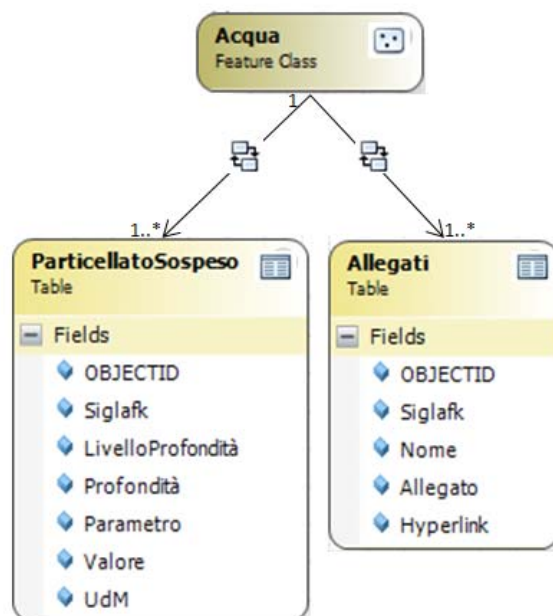 Acqua
Feature Class
1
1..*
1..*
ParticellatoSospeso
Table
Fields
OBJECTID
Siglafk
LivelloProfondità
Profondità
Parametro
Valore
UdM
Allegati
Table
Fields
OBJECTID
Siglafk
Nome
Allegato
Hyperlink